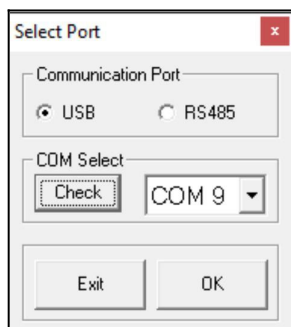 Select Port x
Communication Port
USB RS485
COM Select
Check COM 9
Exit OK